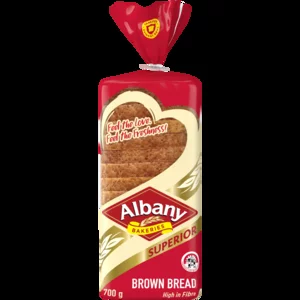 Feel the love.
Feel the freshness!
Albany
BAKERIES
SUPERIOR
BROWN BREAD
High in Fibre
700 g